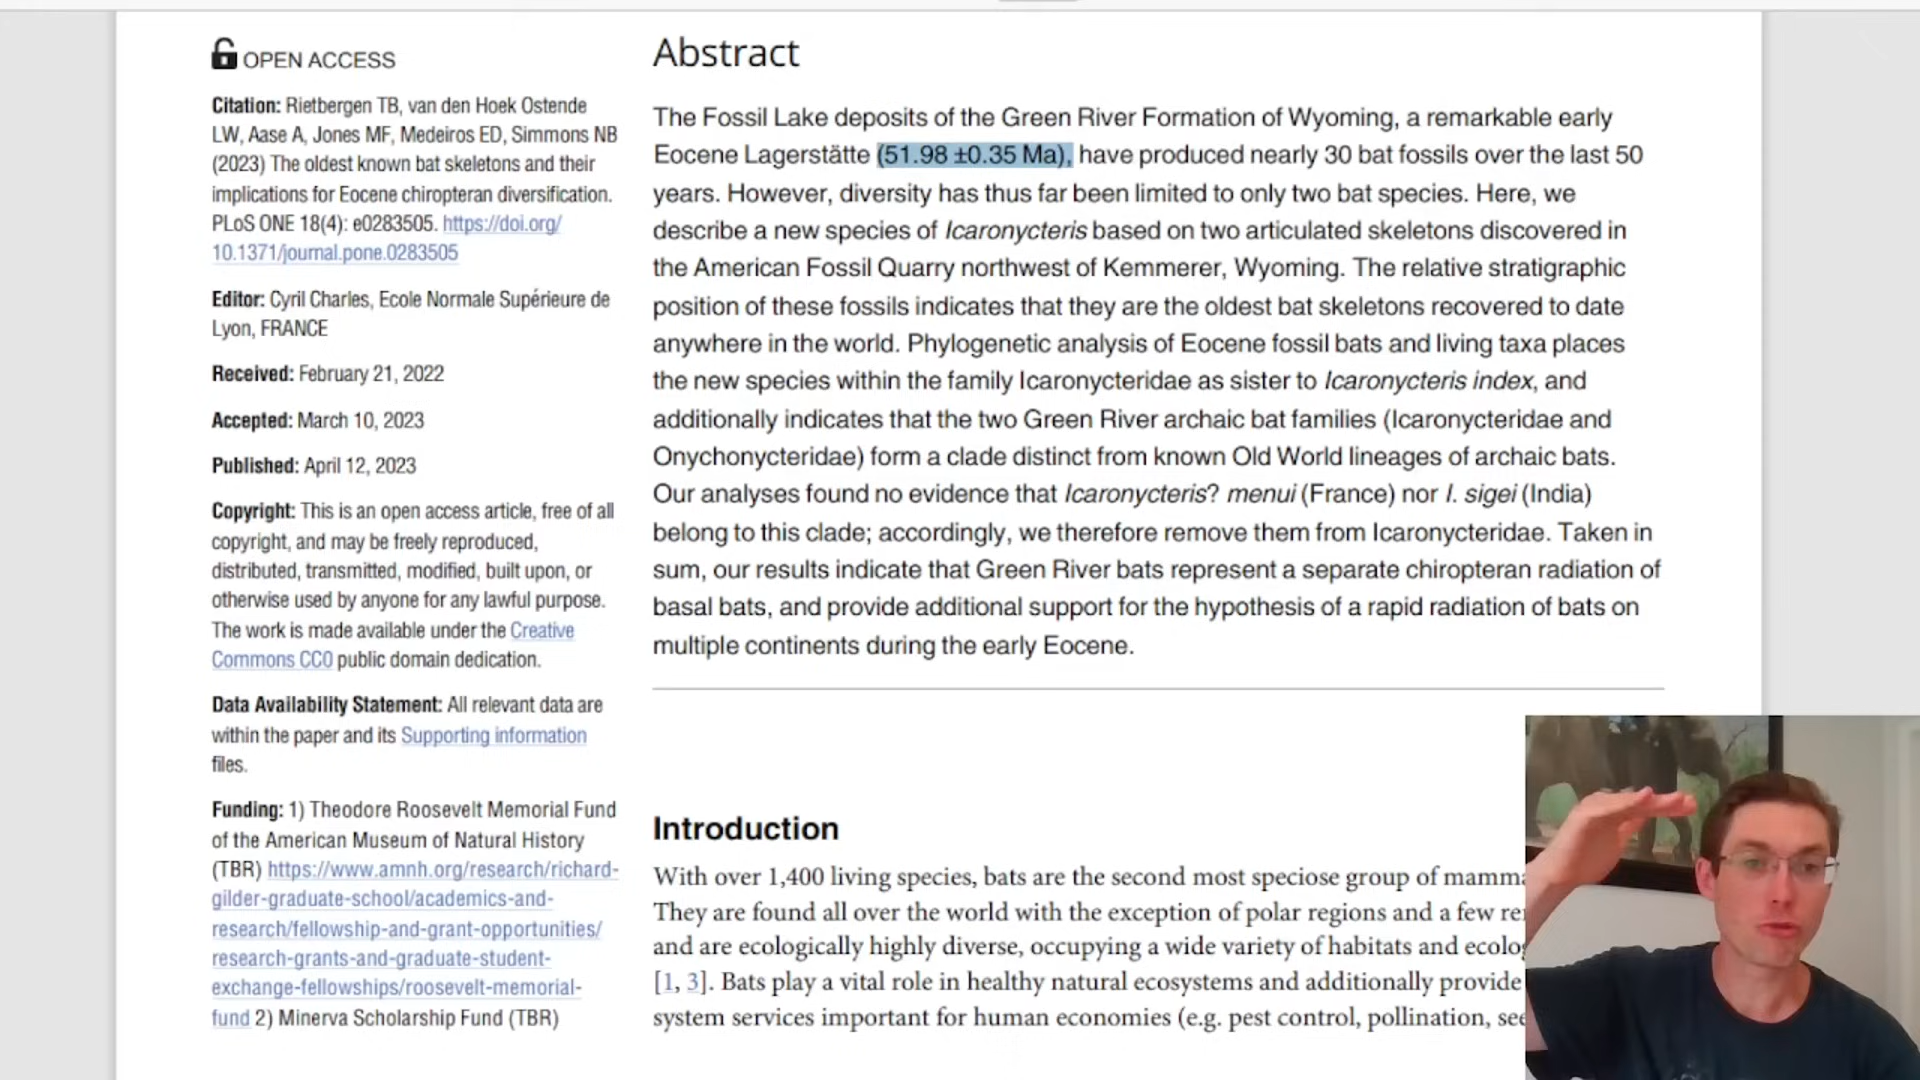 OPEN ACCESS
Citation: Rietbergen TB, van den Hoek Ostende
LW, Aase A, Jones MF, Medeiros ED, Simmons NB
(2023) The oldest known bat skeletons and their
implications for Eocene chiropteran diversification.
PLoS ONE 18(4): e0283505. https://doi.org/
10.1371/journal.pone.0283505
Editor: Cyril Charles, Ecole Normale Supérieure de
Lyon, FRANCE
Received: February 21, 2022
Accepted: March 10, 2023
Published: April 12, 2023
Copyright: This is an open access article, free of all
copyright, and may be freely reproduced,
distributed, transmitted, modified, built upon, or
otherwise used by anyone for any lawful purpose.
The work is made available under the Creative
Commons CC0 public domain dedication.
Data Availability Statement: All relevant data are
within the paper and its Supporting information
files.
Funding: 1) Theodore Roosevelt Memorial Fund
of the American Museum of Natural History
(TBR) https://www.amnh.org/research/richard-
gilder-graduate-school/academics-and-
research/fellowship-and-grant-opportunities/
research-grants-and-graduate-student-
exchange-fellowships/roosevelt-memorial-
fund 2) Minerva Scholarship Fund (TBR)
Abstract
The Fossil Lake deposits of the Green River Formation of Wyoming, a remarkable early
Eocene Lagerstätte (51.98 ±0.35 Ma), have produced nearly 30 bat fossils over the last 50
years. However, diversity has thus far been limited to only two bat species. Here, we
describe a new species of Icaronycteris based on two articulated skeletons discovered in
the American Fossil Quarry northwest of Kemmerer, Wyoming. The relative stratigraphic
position of these fossils indicates that they are the oldest bat skeletons recovered to date
anywhere in the world. Phylogenetic analysis of Eocene fossil bats and living taxa places
the new species within the family Icaronycteridae as sister to Icaronycteris index, and
additionally indicates that the two Green River archaic bat families (Icaronycteridae and
Onychonycteridae) form a clade distinct from known Old World lineages of archaic bats.
Our analyses found no evidence that Icaronycteris? menui (France) nor I. sigei (India)
belong to this clade; accordingly, we therefore remove them from Icaronycteridae. Taken in
sum, our results indicate that Green River bats represent a separate chiropteran radiation of
basal bats, and provide additional support for the hypothesis of a rapid radiation of bats on
multiple continents during the early Eocene.
Introduction
With over 1,400 living species, bats are the second most speciose group of mamma
They are found all over the world with the exception of polar regions and a few re
and are ecologically highly diverse, occupying a wide variety of habitats and ecolog
[1, 3]. Bats play a vital role in healthy natural ecosystems and additionally provide
system services important for human economies (e.g. pest control, pollination, see